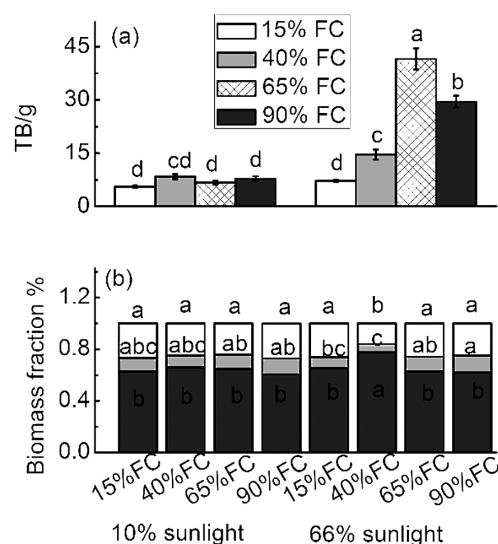 (a)
15% FC
40% FC
65% FC
90% FC
TB/g
45
30
15
0
d cd d d d c a b
(b)
Biomass fraction %
1.2
0.8
0.4
0.0
a a a a a b a a
abc abc ab ab bc c ab a
b b b b b a b b
15%FC 40%FC 65%FC 90%FC 15%FC 40%FC 65%FC 90%FC
10% sunlight 66% sunlight